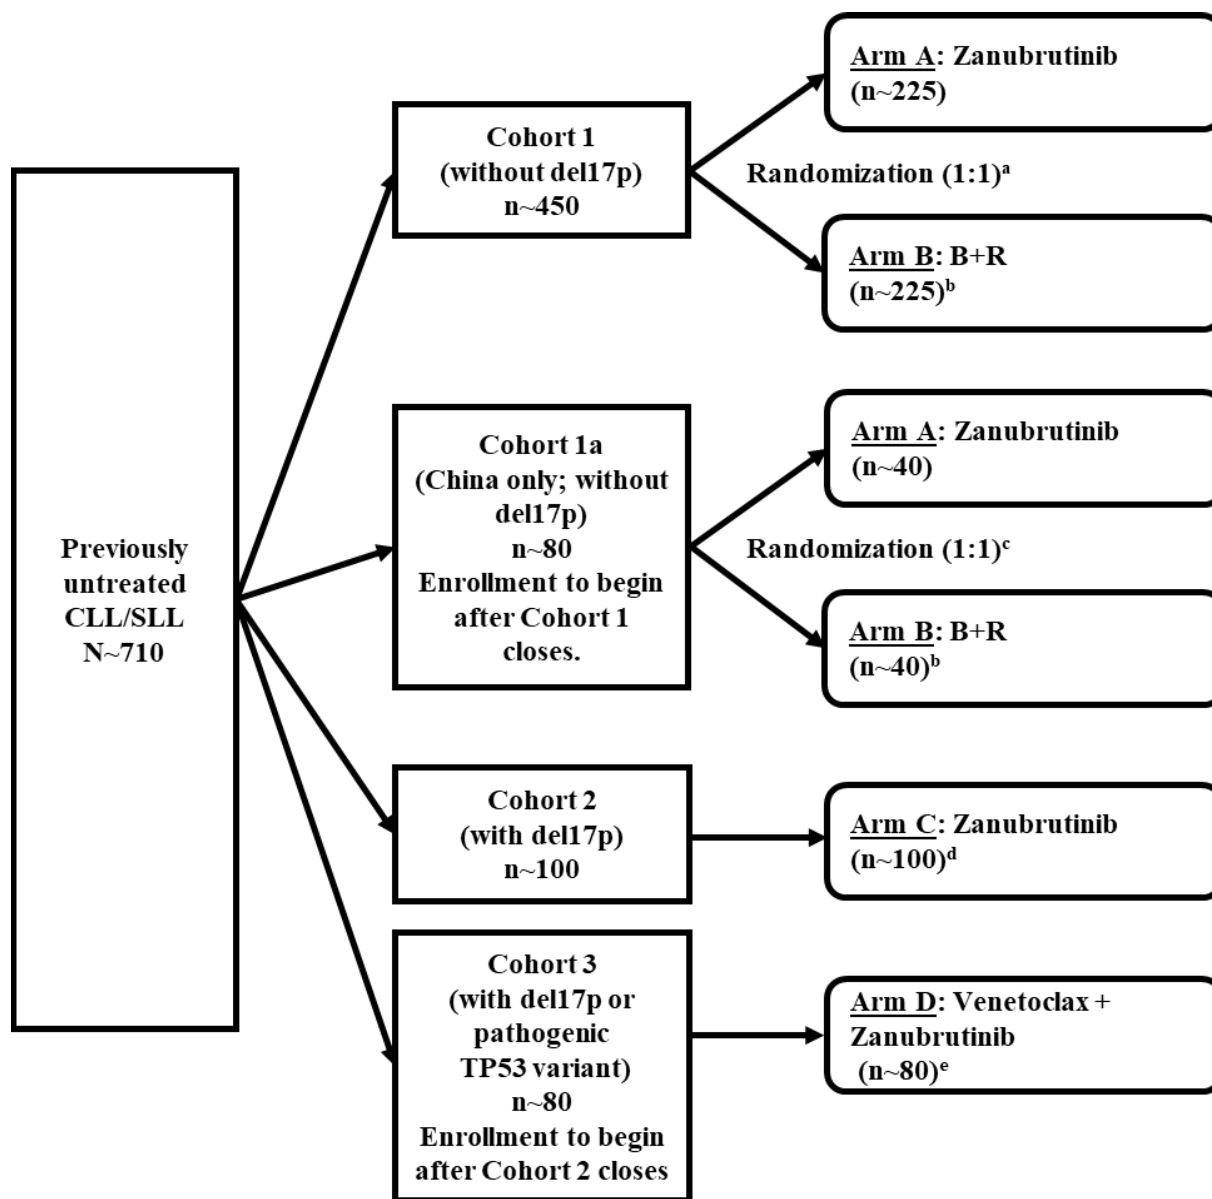 Previously
untreated
CLL/SLL
N~710
Cohort 1
(without del17p)
n~450
Arm A: Zanubrutinib
(n~225)
Randomization (1:1)ᵃ
Arm B: B+R
(n~225)ᵇ
Cohort 1a
(China only; without
del17p)
n~80
Enrollment to begin
after Cohort 1
closes.
Arm A: Zanubrutinib
(n~40)
Randomization (1:1)ᶜ
Arm B: B+R
(n~40)ᵇ
Cohort 2
(with del17p)
n~100
Arm C: Zanubrutinib
(n~100)ᵈ
Cohort 3
(with del17p or
pathogenic
TP53 variant)
n~80
Enrollment to begin
after Cohort 2 closes
Arm D: Venetoclax +
Zanubrutinib
(n~80)ᵉ